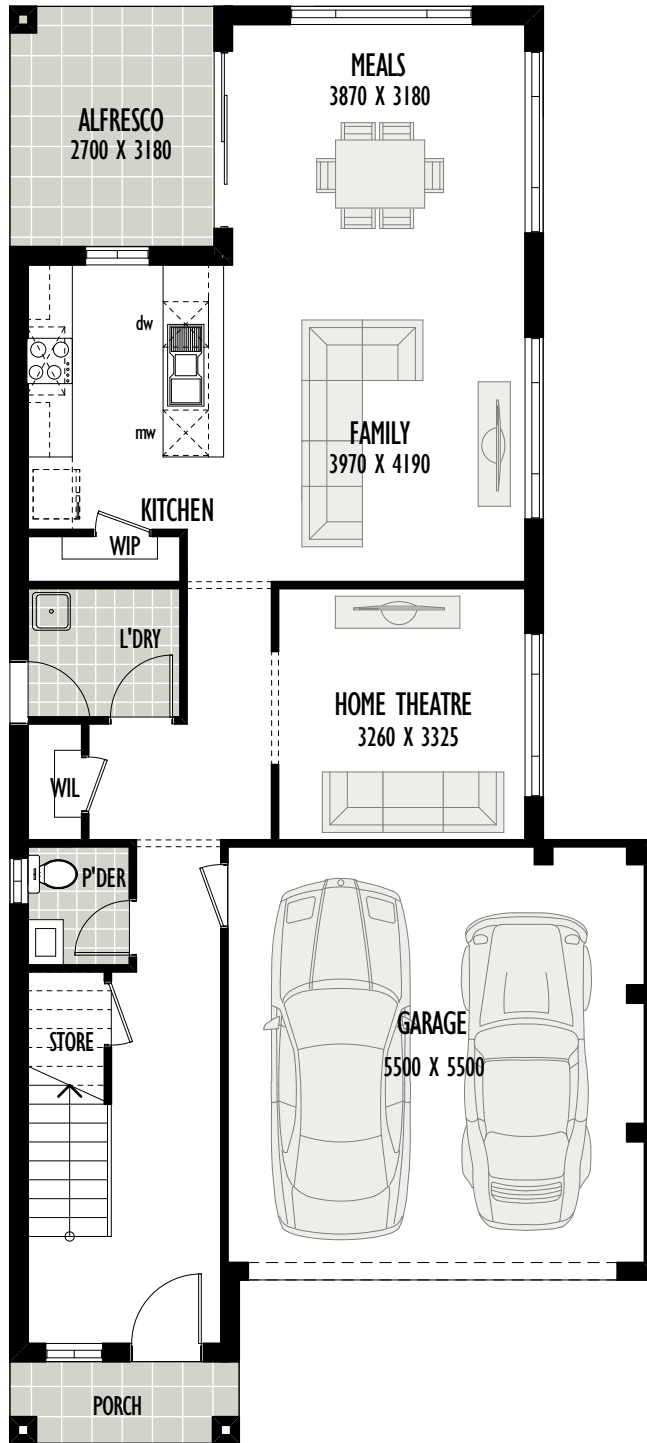 MEALS
3870 X 3180
ALFRESCO
2700 X 3180
dw
mw
FAMILY
3970 X 4190
KITCHEN
WIP
L'DRY
HOME THEATRE
3260 X 3325
WIL
P'DER
GARAGE
5500 X 5500
STORE
PORCH